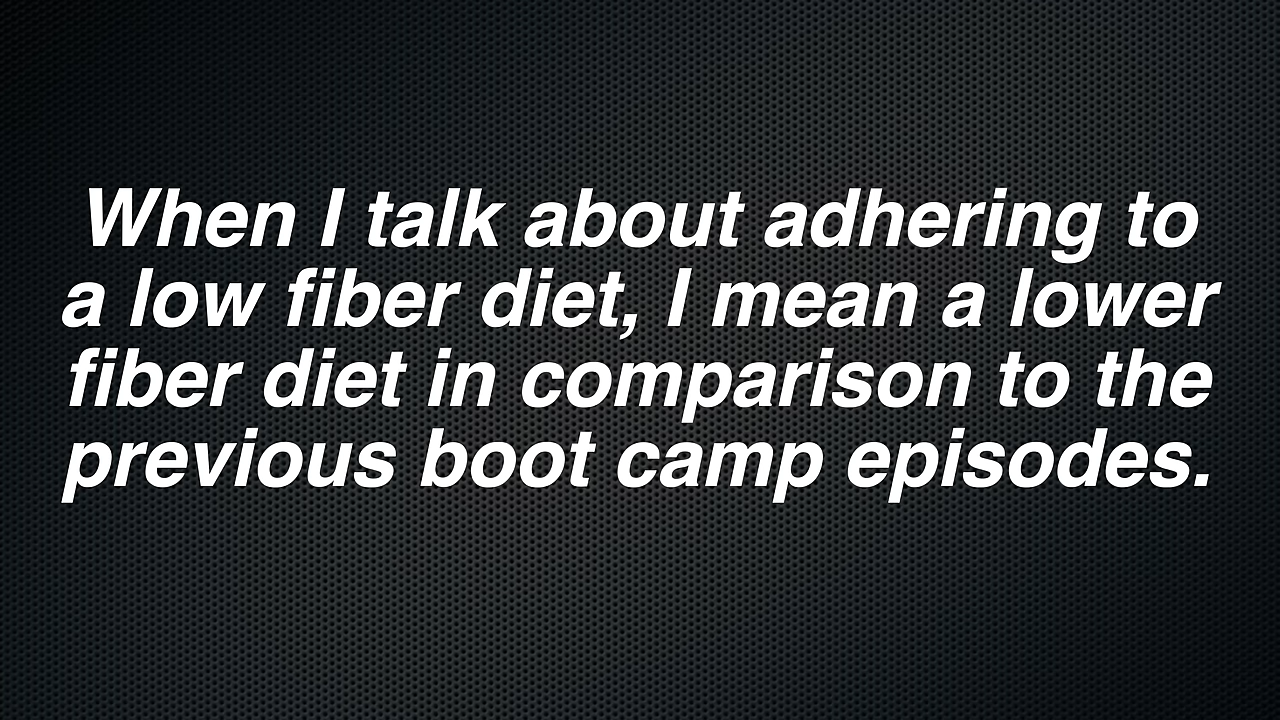 When I talk about adhering to
a low fiber diet, I mean a lower
fiber diet in comparison to the
previous boot camp episodes.